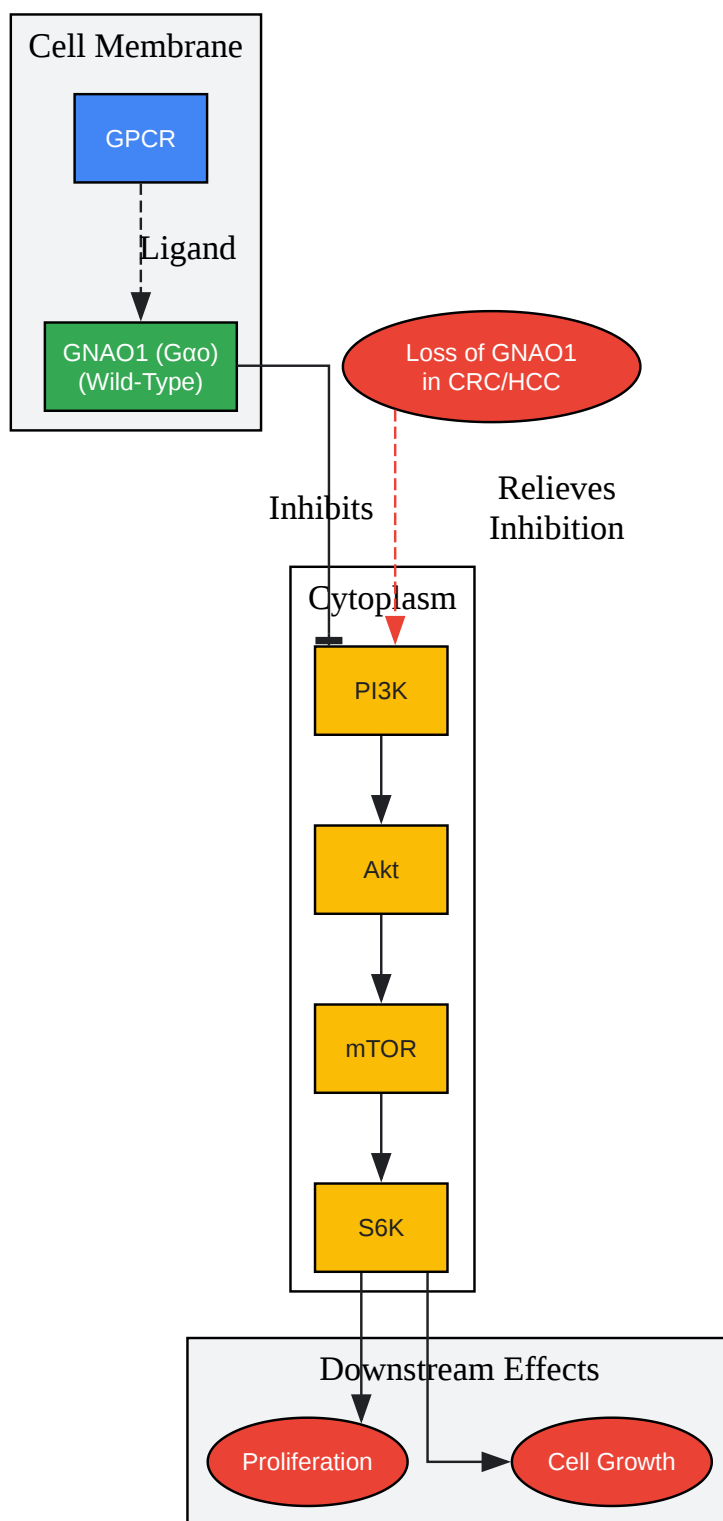 Cell Membrane
GPCR
Ligand
GNAO1 (Gαo)
(Wild-Type)
Loss of GNAO1
in CRC/HCC
Inhibits
Relieves
Inhibition
Cytoplasm
PI3K
Akt
mTOR
S6K
Downstream Effects
Proliferation
Cell Growth